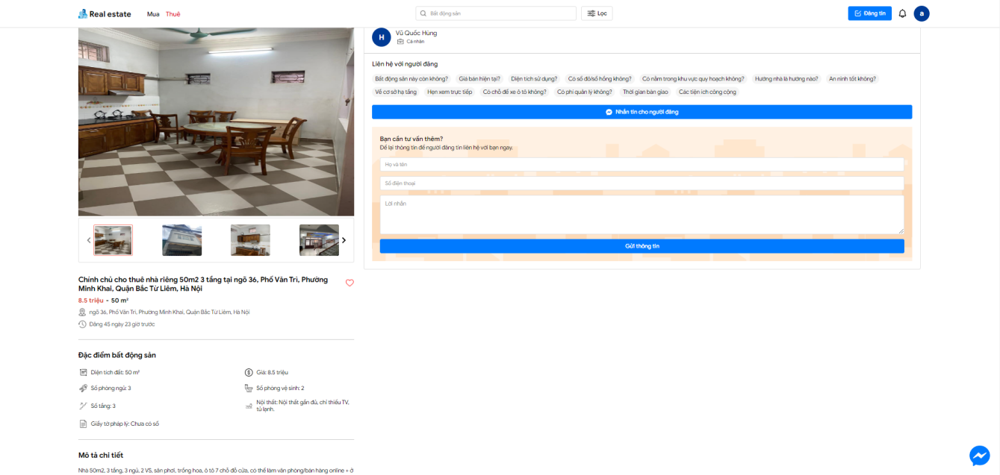 Real estate
Mua
Thuê
Bất động sản
Lọc
Đăng tin
a
H
Vũ Quốc Hùng
Cá nhân
Liên hệ với người đăng
Bất động sản này còn không?
Giá bán hiện tại?
Diện tích sử dụng?
Có sổ đỏ/sổ hồng không?
Có nằm trong khu vực quy hoạch không?
Hướng nhà là hướng nào?
An ninh tốt không?
Về cơ sở hạ tầng
Hẹn xem trực tiếp
Có chỗ để xe ô tô không?
Có phí quản lý không?
Thời gian bàn giao
Các tiện ích công cộng
Nhắn tin cho người đăng
Bạn cần tư vấn thêm?
Để lại thông tin để người đăng tin liên hệ với bạn ngay.
Họ và tên
Số điện thoại
Lời nhắn
Gửi thông tin
Chính chủ cho thuê nhà riêng 50m2 3 tầng tại ngõ 36, Phố Văn Trì, Phường
Minh Khai, Quận Bắc Từ Liêm, Hà Nội
8.5 triệu - 50 m²
ngõ 36, Phố Văn Trì, Phường Minh Khai, Quận Bắc Từ Liêm, Hà Nội
Đăng 45 ngày 23 giờ trước
Đặc điểm bất động sản
Diện tích đất: 50 m²
Giá: 8.5 triệu
Số phòng ngủ: 3
Số phòng vệ sinh: 2
Số tầng: 3
Nội thất: Nội thất gần đủ, chỉ thiếu TV,
tủ lạnh.
Giấy tờ pháp lý: Chưa có sổ
Mô tả chi tiết
Nhà 50m2, 3 tầng, 3 ngủ, 2 VS, sân phơi, trồng hoa, ô tô 7 chỗ đỗ cửa, có thể làm văn phòng/bán hàng online + ở